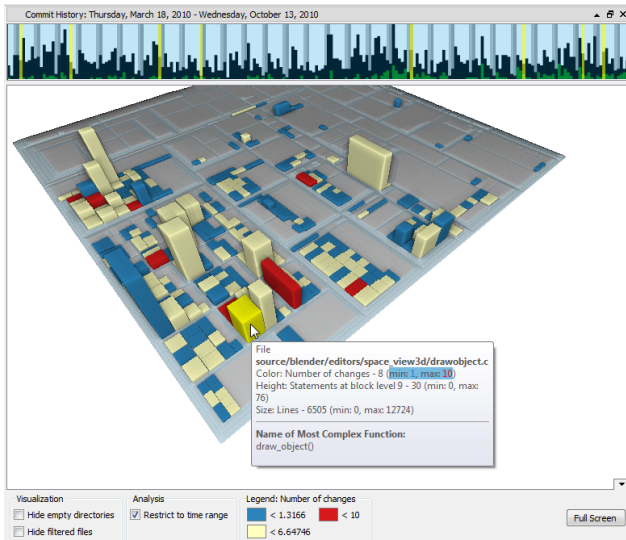 Commit History: Thursday, March 18, 2010 - Wednesday, October 13, 2010
File
source/blender/editors/space_view3d/drawobject.c
Color: Number of changes - 8 (min: 1, max: 10)
Height: Statements at block level 9 - 30 (min: 0, max:
76)
Size: Lines - 6505 (min: 0, max: 12724)
Name of Most Complex Function:
draw_object()
Visualization
Hide empty directories
Hide filtered files
Analysis
Restrict to time range
Legend: Number of changes
< 1.3166
< 10
< 6.64746
Full Screen